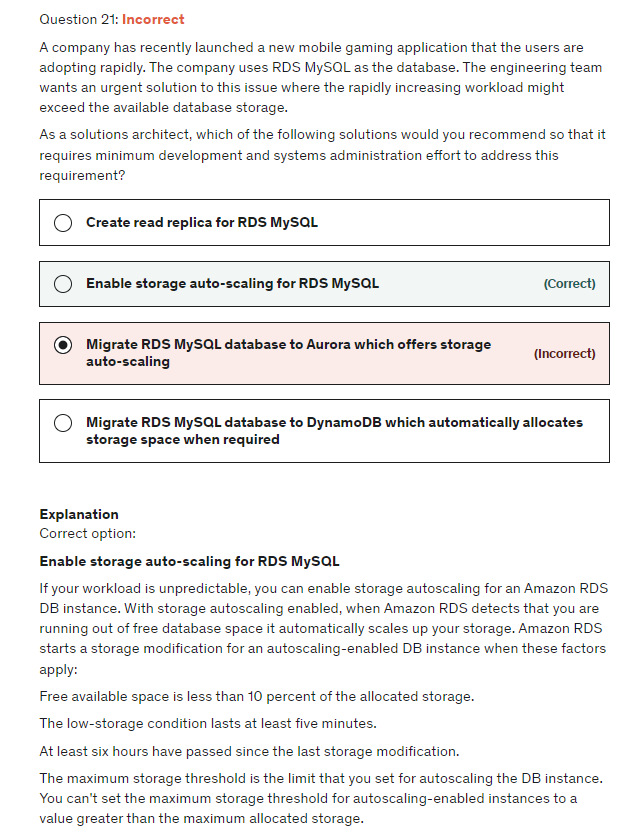 Question 21: Incorrect
A company has recently launched a new mobile gaming application that the users are
adopting rapidly. The company uses RDS MySQL as the database. The engineering team
wants an urgent solution to this issue where the rapidly increasing workload might
exceed the available database storage.
As a solutions architect, which of the following solutions would you recommend so that it
requires minimum development and systems administration effort to address this
requirement?
Create read replica for RDS MySQL
Enable storage auto-scaling for RDS MySQL (Correct)
Migrate RDS MySQL database to Aurora which offers storage
auto-scaling (Incorrect)
Migrate RDS MySQL database to DynamoDB which automatically allocates
storage space when required
Explanation
Correct option:
Enable storage auto-scaling for RDS MySQL
If your workload is unpredictable, you can enable storage autoscaling for an Amazon RDS
DB instance. With storage autoscaling enabled, when Amazon RDS detects that you are
running out of free database space it automatically scales up your storage. Amazon RDS
starts a storage modification for an autoscaling-enabled DB instance when these factors
apply:
Free available space is less than 10 percent of the allocated storage.
The low-storage condition lasts at least five minutes.
At least six hours have passed since the last storage modification.
The maximum storage threshold is the limit that you set for autoscaling the DB instance.
You can't set the maximum storage threshold for autoscaling-enabled instances to a
value greater than the maximum allocated storage.